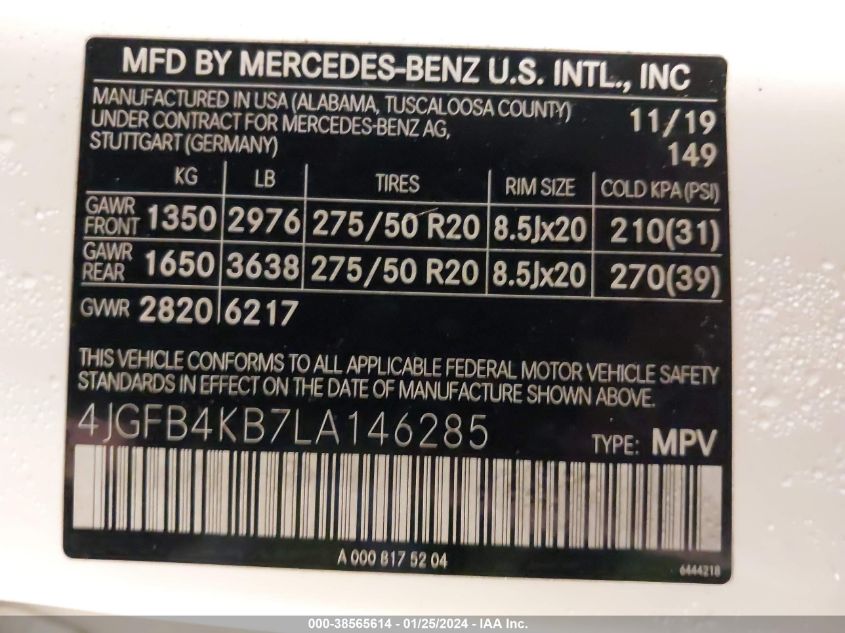 MFD BY MERCEDES-BENZ U.S. INTL., INC
MANUFACTURED IN USA (ALABAMA, TUSCALOOSA COUNTY)
UNDER CONTRACT FOR MERCEDES-BENZ AG,
STUTTGART (GERMANY)
11/19
149
KG LB TIRES RIM SIZE COLD KPA (PSI)
GAWR FRONT 1350 2976 275/50 R20 8.5Jx20 210(31)
GAWR REAR 1650 3638 275/50 R20 8.5Jx20 270(39)
GVWR 2820 6217
THIS VEHICLE CONFORMS TO ALL APPLICABLE FEDERAL MOTOR VEHICLE SAFETY
STANDARDS IN EFFECT ON THE DATE OF MANUFACTURE SHOWN ABOVE.
4JGFB4KB7LA146285 TYPE: MPV
A 000 817 52 04
6444218
000-38565614 - 01/25/2024 - IAA Inc.